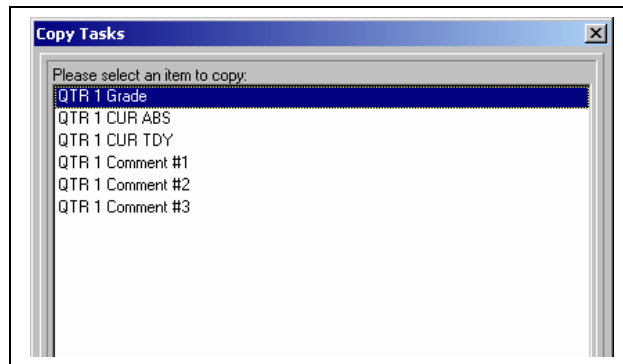 Copy Tasks
Please select an item to copy:
QTR 1 Grade
QTR 1 CUR ABS
QTR 1 CUR TDY
QTR 1 Comment #1
QTR 1 Comment #2
QTR 1 Comment #3